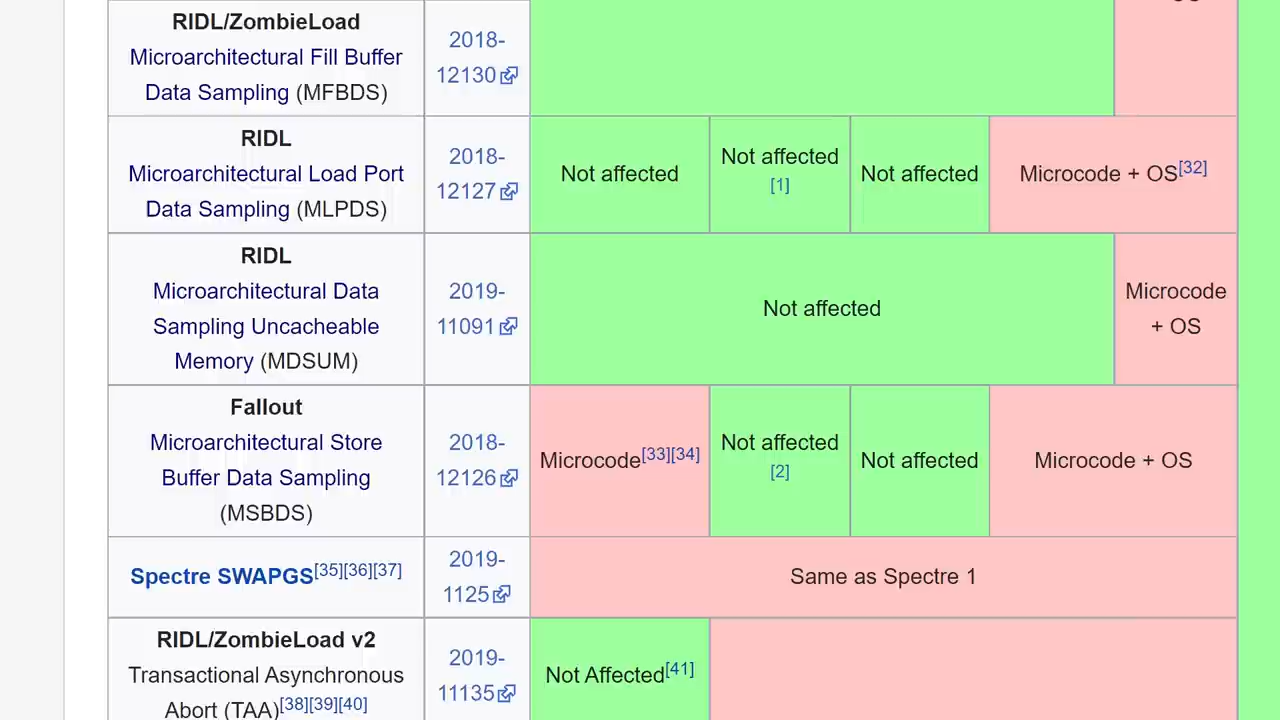 OS
RIDL/ZombieLoad
Microarchitectural Fill Buffer
Data Sampling (MFBDS)
2018-
12130
RIDL
Microarchitectural Load Port
Data Sampling (MLPDS)
2018-
12127
Not affected
Not affected
[1]
Not affected
Microcode + OS[32]
RIDL
Microarchitectural Data
Sampling Uncacheable
Memory (MDSUM)
2019-
11091
Not affected
Microcode
+ OS
Fallout
Microarchitectural Store
Buffer Data Sampling
(MSBDS)
2018-
12126
Microcode[33][34]
Not affected
[2]
Not affected
Microcode + OS
Spectre SWAPGS[35][36][37]
2019-
1125
Same as Spectre 1
RIDL/ZombieLoad v2
Transactional Asynchronous
Abort (TAA)[38][39][40]
2019-
11135
Not Affected[41]